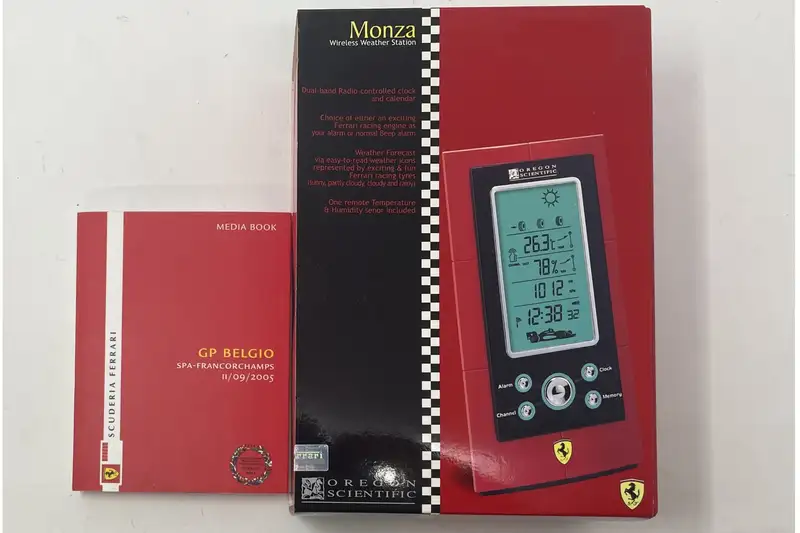 MEDIA BOOK
SCUDERIA FERRARI
GP BELGIO
SPA-FRANCORCHAMPS
11/09/2005
Monza
Wireless Weather Station
Dual-band Radio-controlled clock
and calendar
Choice of either an exciting
Ferrari racing engine as
your alarm or normal Beep alarm
Weather Forecast
via easy-to-read weather icons
represented by exciting & fun
Ferrari racing tyres
(sunny, partly cloudy, cloudy and rainy)
One remote Temperature
& Humidity senor included
OREGON
SCIENTIFIC
OREGON
SCIENTIFIC
26.3°C
78%
1012
12:38 32
Alarm
Clock
Channel
Memory